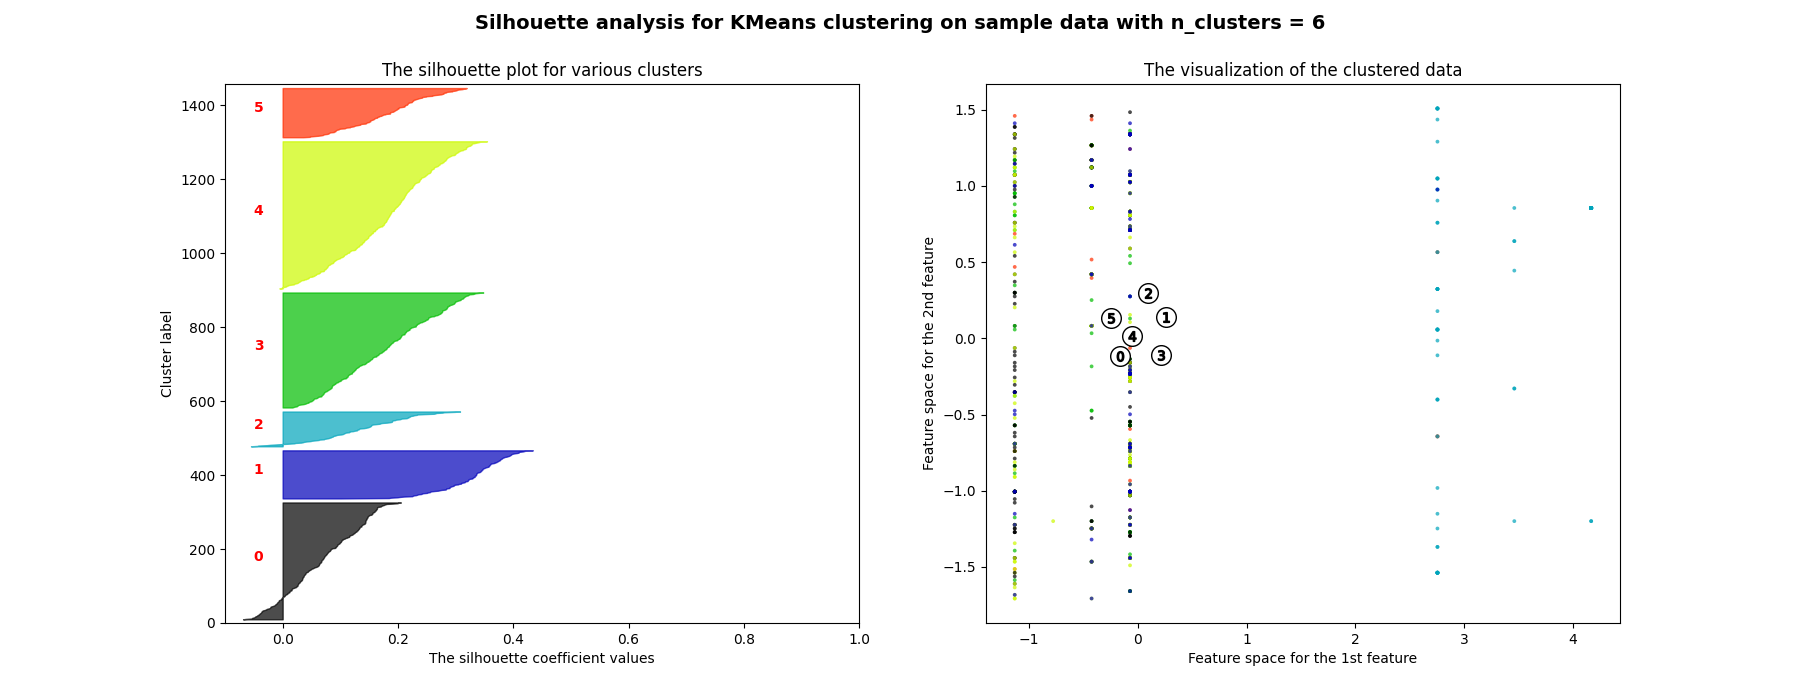 Silhouette analysis for KMeans clustering on sample data with n_clusters = 6
The silhouette plot for various clusters
Cluster label
1400
1200
1000
800
600
400
200
0
5
4
3
2
1
0
0.0 0.2 0.4 0.6 0.8 1.0
The silhouette coefficient values
The visualization of the clustered data
Feature space for the 2nd feature
1.5
1.0
0.5
0.0
−0.5
−1.0
−1.5
2
5 1
4
0 3
−1 0 1 2 3 4
Feature space for the 1st feature